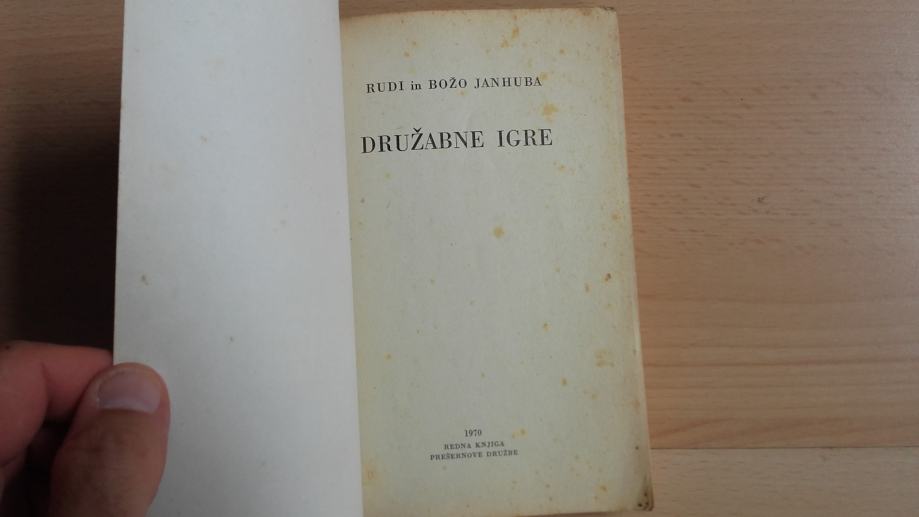 RUDI in BOŽO JANHUBA
DRUŽABNE IGRE
1970
REDNA KNJIGA
PREŠERNOVE DRUŽBE